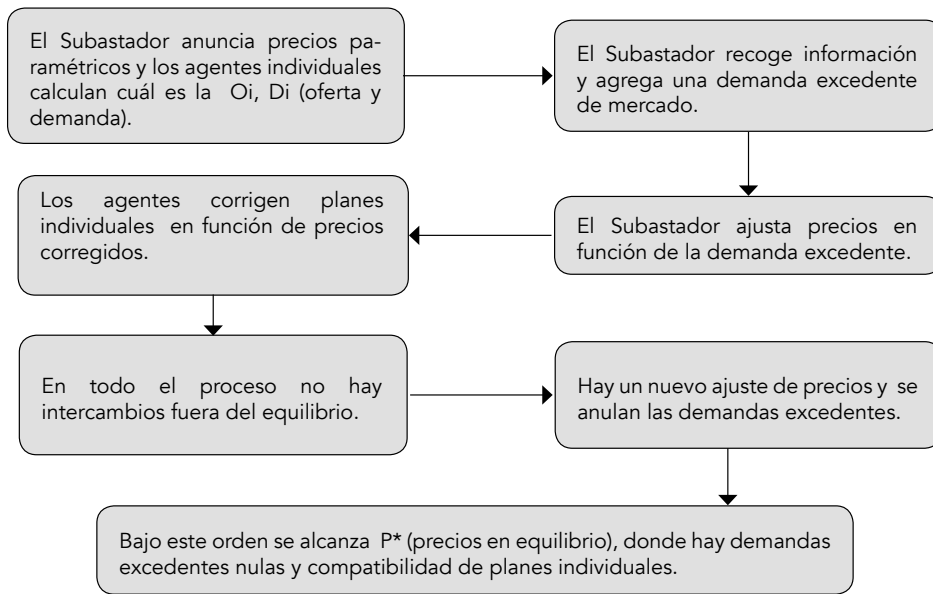 El Subastador anuncia precios pa-
ramétricos y los agentes individuales
calculan cuál es la Oi, Di (oferta y
demanda).
El Subastador recoge información
y agrega una demanda excedente
de mercado.
El Subastador ajusta precios en
función de la demanda excedente.
Los agentes corrigen planes
individuales en función de precios
corregidos.
En todo el proceso no hay
intercambios fuera del equilibrio.
Hay un nuevo ajuste de precios y se
anulan las demandas excedentes.
Bajo este orden se alcanza P* (precios en equilibrio), donde hay demandas
excedentes nulas y compatibilidad de planes individuales.